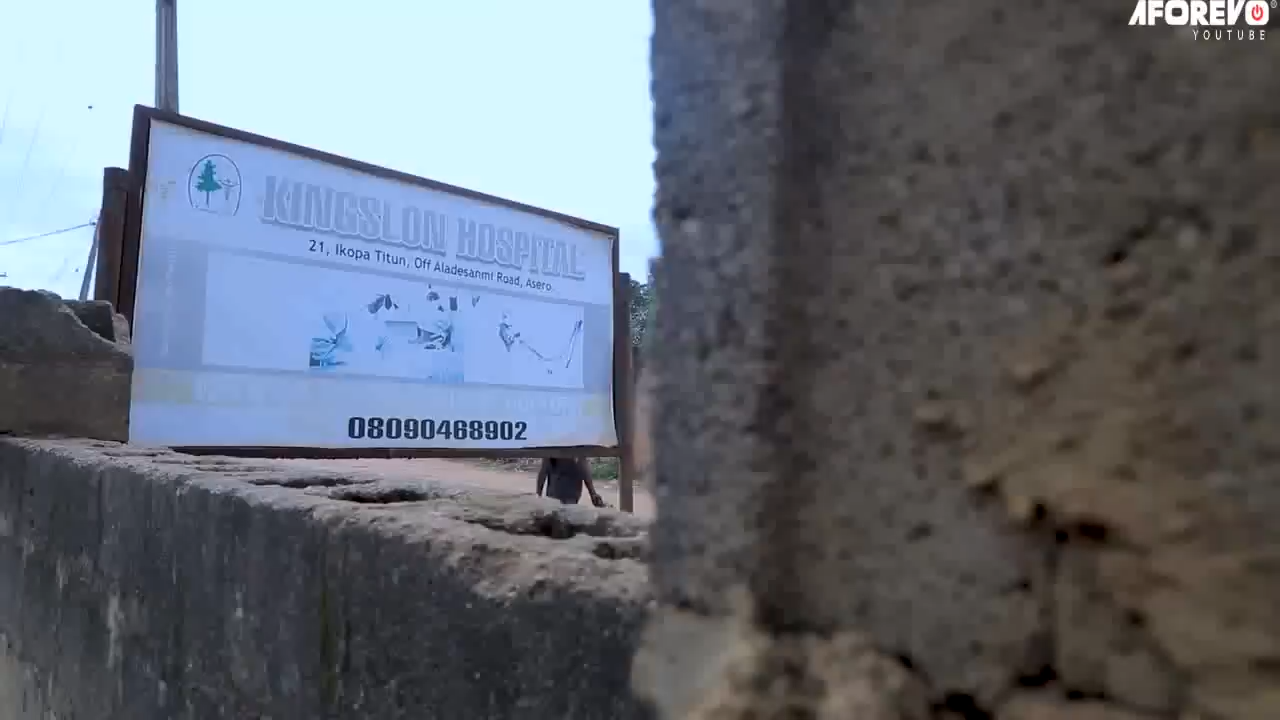 AFOREVO
YOUTUBE
KINGSLON HOSPITAL
21, Ikopa Titun, Off Aladesanmi Road, Asero.
08090468902